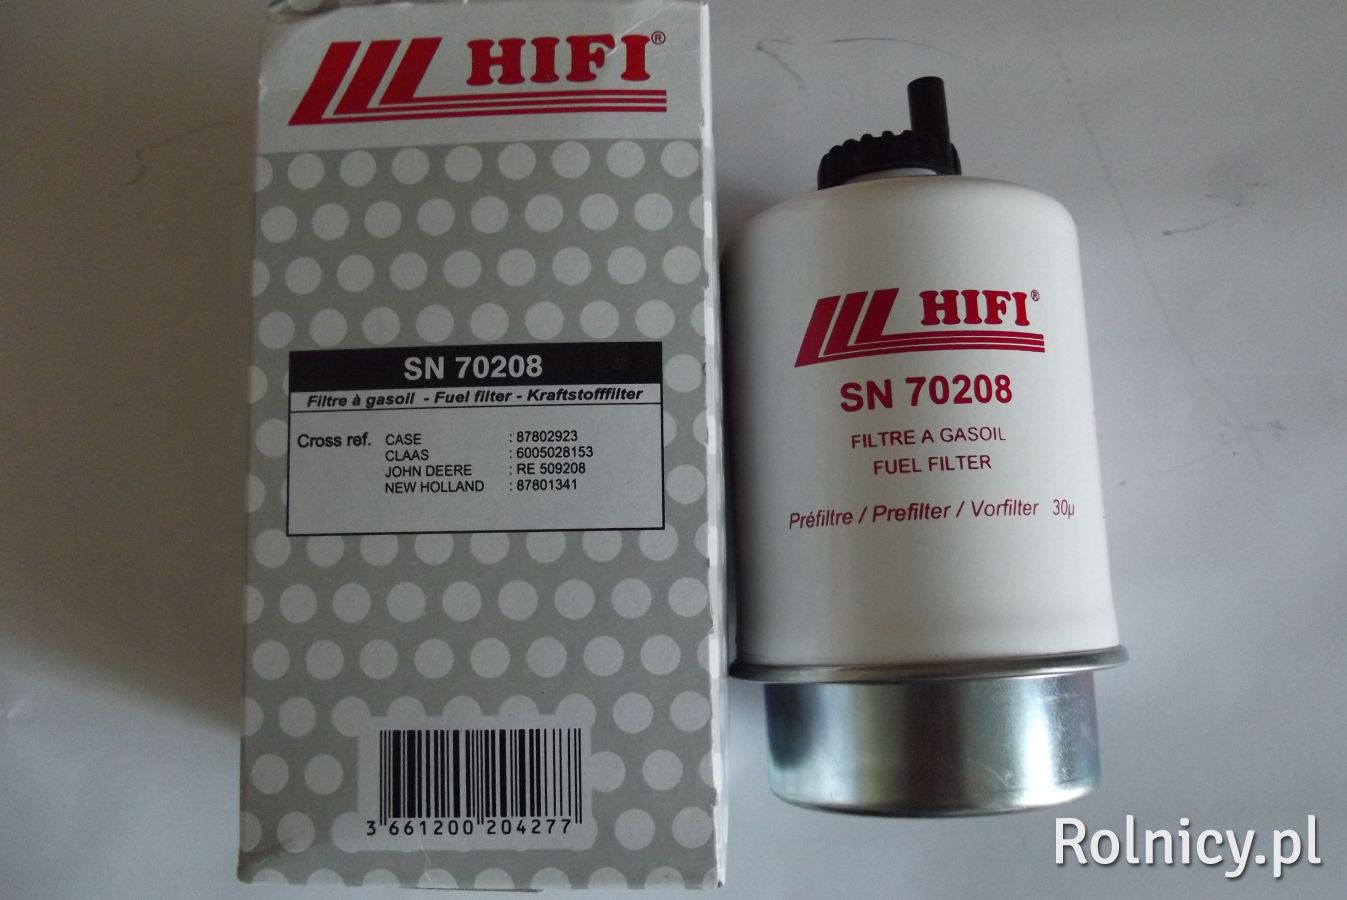 HIFI®
SN 70208
Filtre à gasoil - Fuel filter - Kraftstofffilter
Cross ref. CASE : 87802923
CLAAS : 6005028153
JOHN DEERE : RE 509208
NEW HOLLAND : 87801341
3 661200 204277
HIFI®
SN 70208
FILTRE A GASOIL
FUEL FILTER
Préfiltre / Prefilter / Vorfilter 30µ
Rolnicy.pl